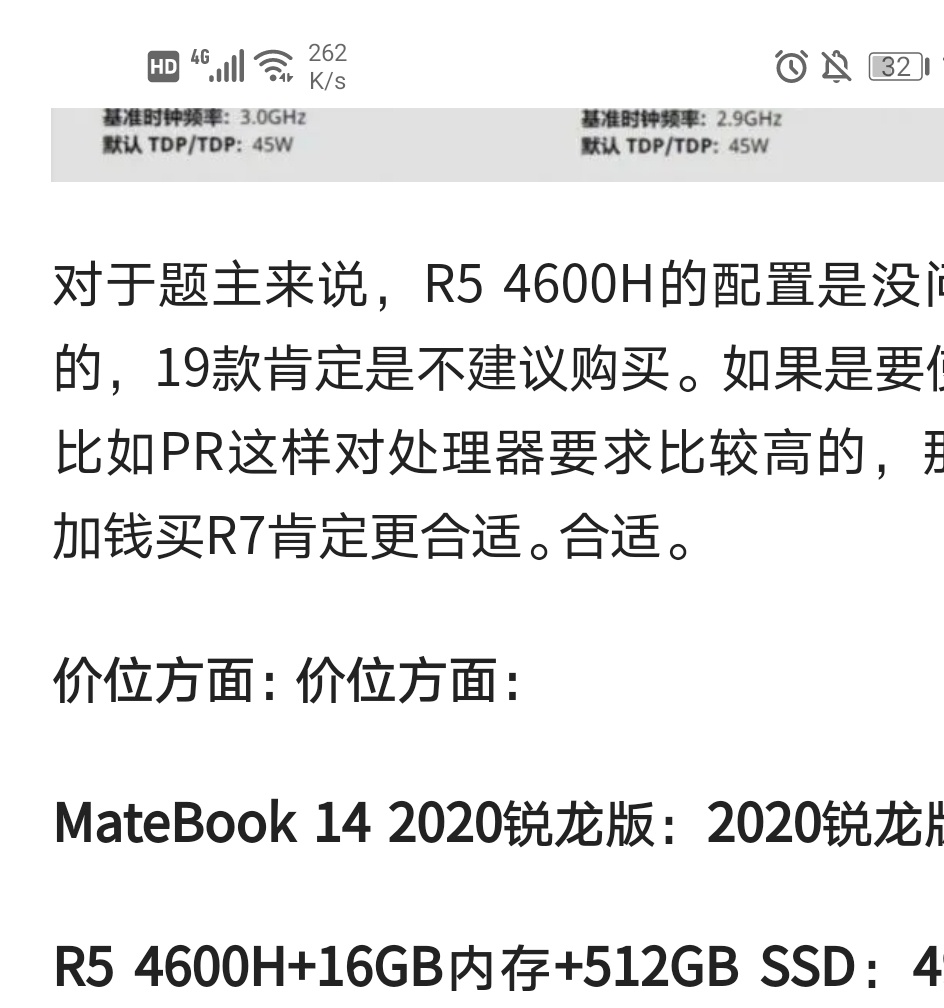 HD 4G 262 K/s 32
基准时钟频率: 3.0GHz 基准时钟频率: 2.9GHz
默认 TDP/TDP: 45W 默认 TDP/TDP: 45W
对于题主来说，R5 4600H的配置是没
的，19款肯定是不建议购买。如果是要
比如PR这样对处理器要求比较高的，
加钱买R7肯定更合适。合适。
价位方面：价位方面：
MateBook 14 2020锐龙版：2020锐龙
R5 4600H+16GB内存+512GB SSD：4